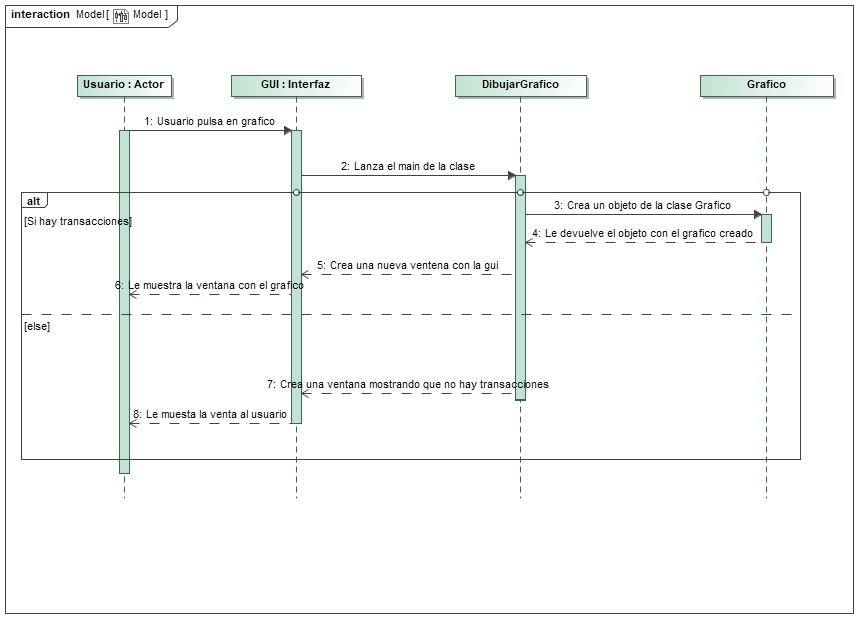 interaction Model[ Model ]
Usuario : Actor
GUI : Interfaz
DibujarGrafico
Grafico
1: Usuario pulsa en grafico
2: Lanza el main de la clase
alt
[Si hay transacciones]
3: Crea un objeto de la clase Grafico
4: Le devuelve el objeto con el grafico creado
5: Crea una nueva ventena con la gui
6: Le muestra la ventana con el grafico
[else]
7: Crea una ventana mostrando que no hay transacciones
8: Le muesta la venta al usuario